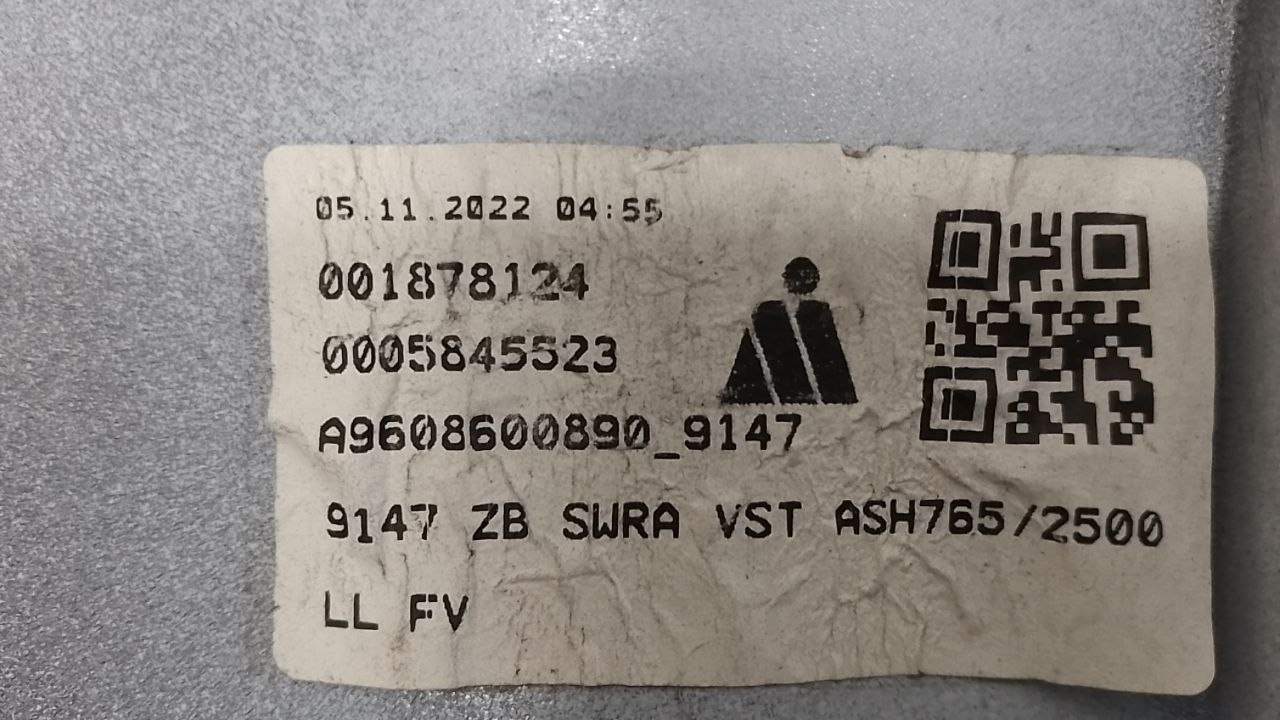 05.11.2022 04:55
001878124
0005845523
A9608600890_9147
9147 ZB SWRA VST ASH765/2500
LL FV